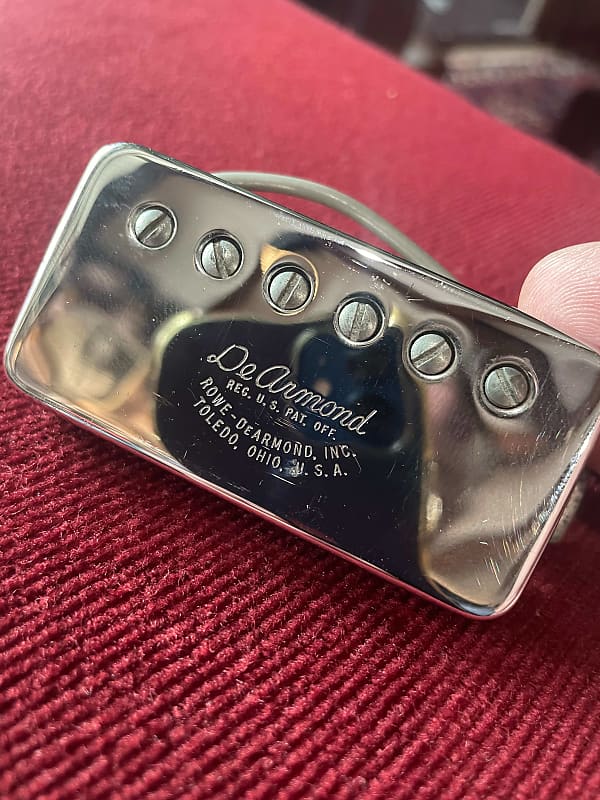 DeArmond
REG. U.S. PAT. OFF.
ROWE-DEARMOND, INC.
TOLEDO, OHIO, U.S.A.